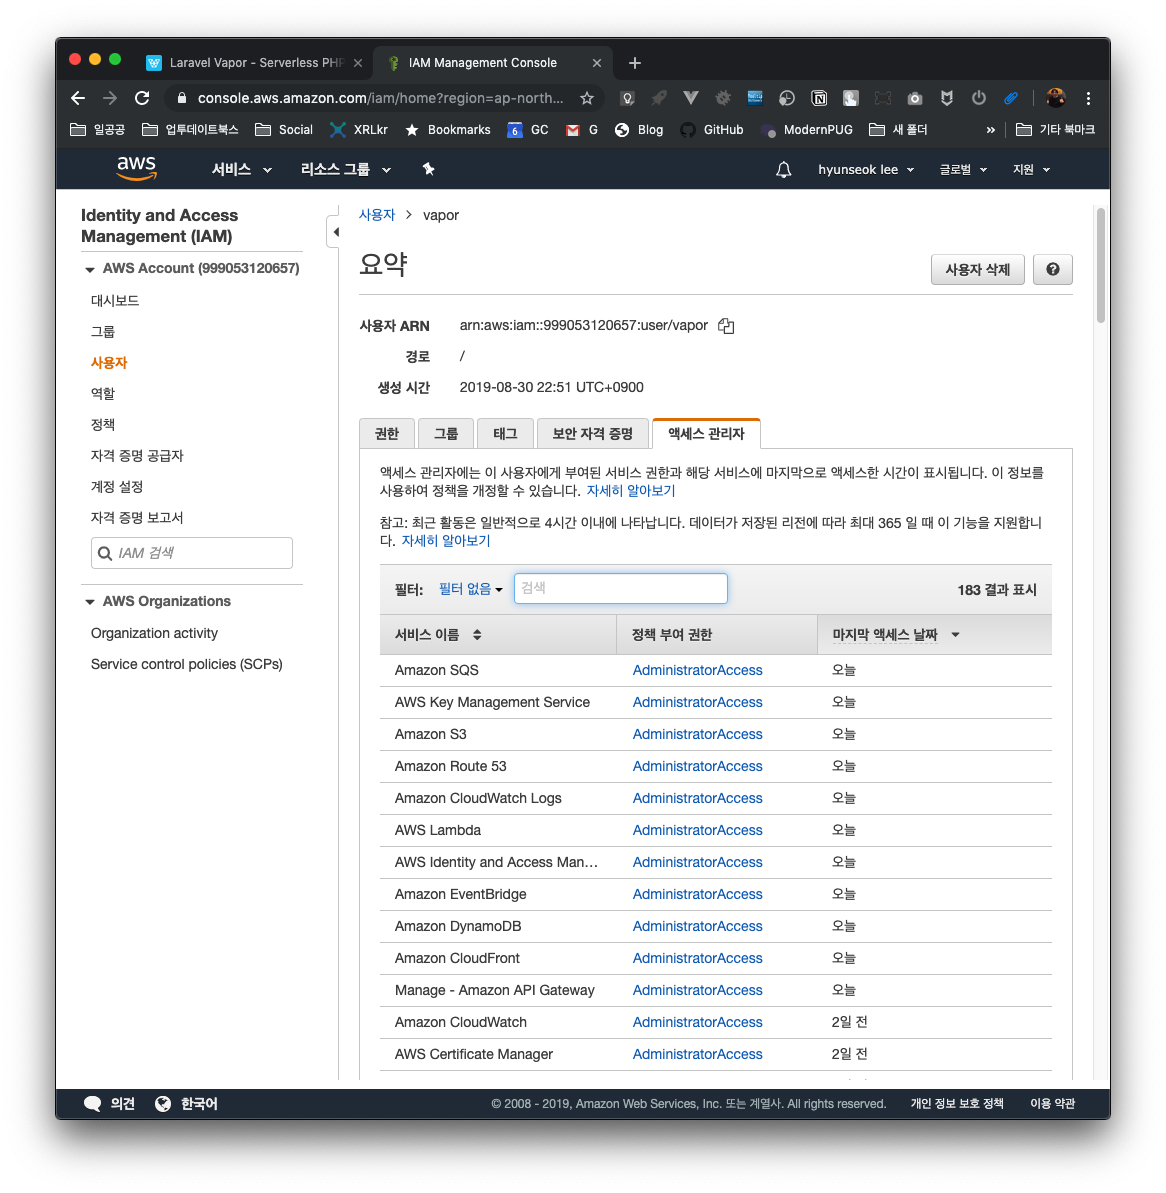 Laravel Vapor - Serverless PHP
IAM Management Console
console.aws.amazon.com/iam/home?region=ap-north...
일공공
업투데이트북스
Social
XRLkr
Bookmarks
6 GC
G
Blog
GitHub
ModernPUG
새 폴더
»
기타 북마크
aws
서비스
리소스 그룹
hyunseok lee
글로벌
지원
Identity and Access
Management (IAM)
AWS Account (999053120657)
대시보드
그룹
사용자
역할
정책
자격 증명 공급자
계정 설정
자격 증명 보고서
IAM 검색
AWS Organizations
Organization activity
Service control policies (SCPs)
사용자 > vapor
요약
사용자 삭제
사용자 ARN arn:aws:iam::999053120657:user/vapor
경로 /
생성 시간 2019-08-30 22:51 UTC+0900
권한 그룹 태그 보안 자격 증명 액세스 관리자
액세스 관리자에는 이 사용자에게 부여된 서비스 권한과 해당 서비스에 마지막으로 액세스한 시간이 표시됩니다. 이 정보를
사용하여 정책을 개정할 수 있습니다. 자세히 알아보기
참고: 최근 활동은 일반적으로 4시간 이내에 나타납니다. 데이터가 저장된 리전에 따라 최대 365 일 때 이 기능을 지원합니
다. 자세히 알아보기
필터: 필터 없음 검색 183 결과 표시
서비스 이름 정책 부여 권한 마지막 액세스 날짜
Amazon SQS AdministratorAccess 오늘
AWS Key Management Service AdministratorAccess 오늘
Amazon S3 AdministratorAccess 오늘
Amazon Route 53 AdministratorAccess 오늘
Amazon CloudWatch Logs AdministratorAccess 오늘
AWS Lambda AdministratorAccess 오늘
AWS Identity and Access Man... AdministratorAccess 오늘
Amazon EventBridge AdministratorAccess 오늘
Amazon DynamoDB AdministratorAccess 오늘
Amazon CloudFront AdministratorAccess 오늘
Manage - Amazon API Gateway AdministratorAccess 오늘
Amazon CloudWatch AdministratorAccess 2일 전
AWS Certificate Manager AdministratorAccess 2일 전
의견 한국어 © 2008 - 2019, Amazon Web Services, Inc. 또는 계열사. All rights reserved. 개인 정보 보호 정책 이용 약관